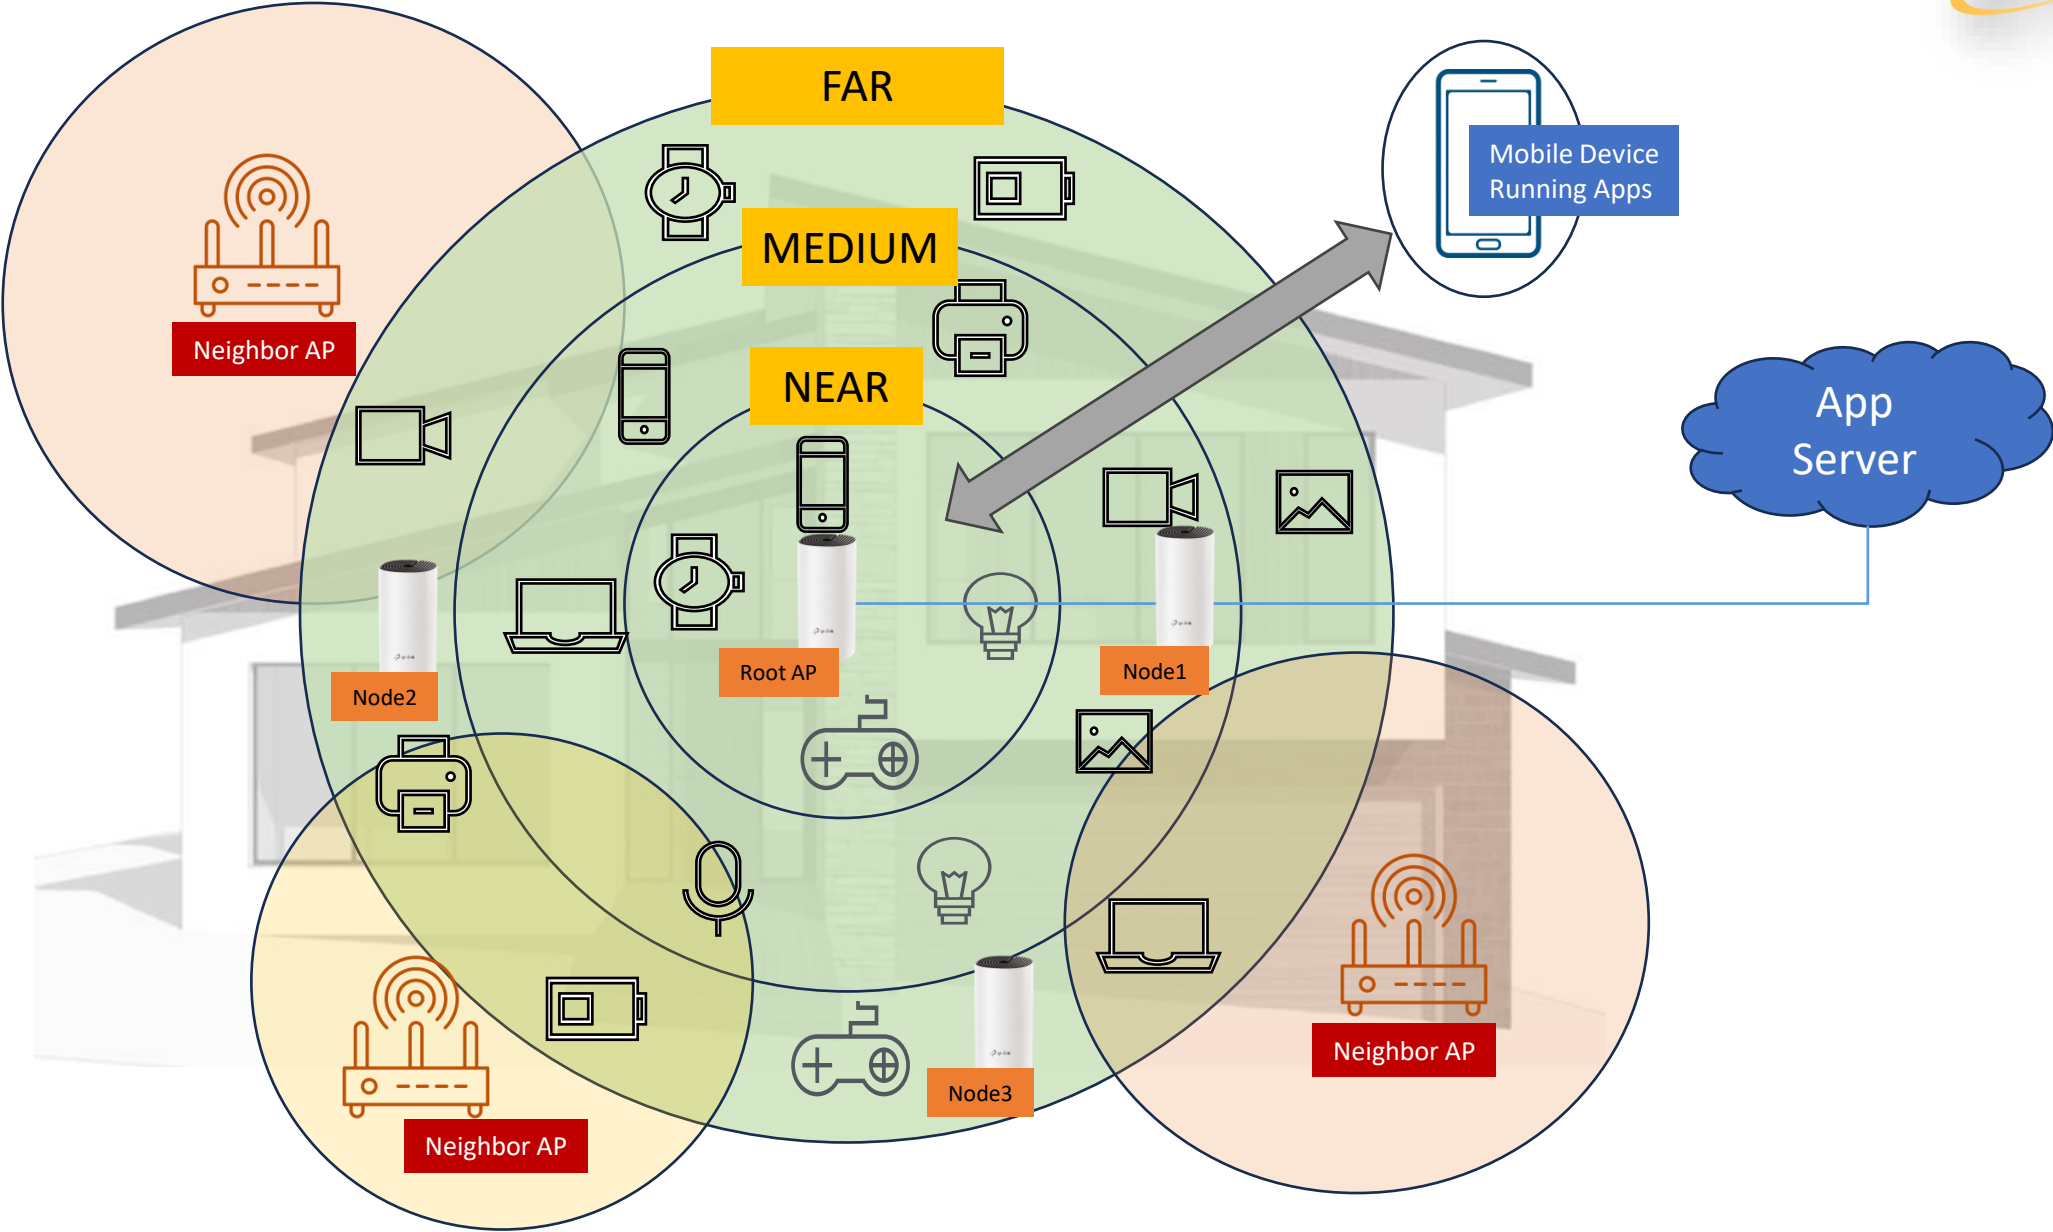 FAR
Mobile Device
Running Apps
MEDIUM
Neighbor AP
NEAR
App
Server
Root AP
Node1
Node2
Neighbor AP
Node3
Neighbor AP